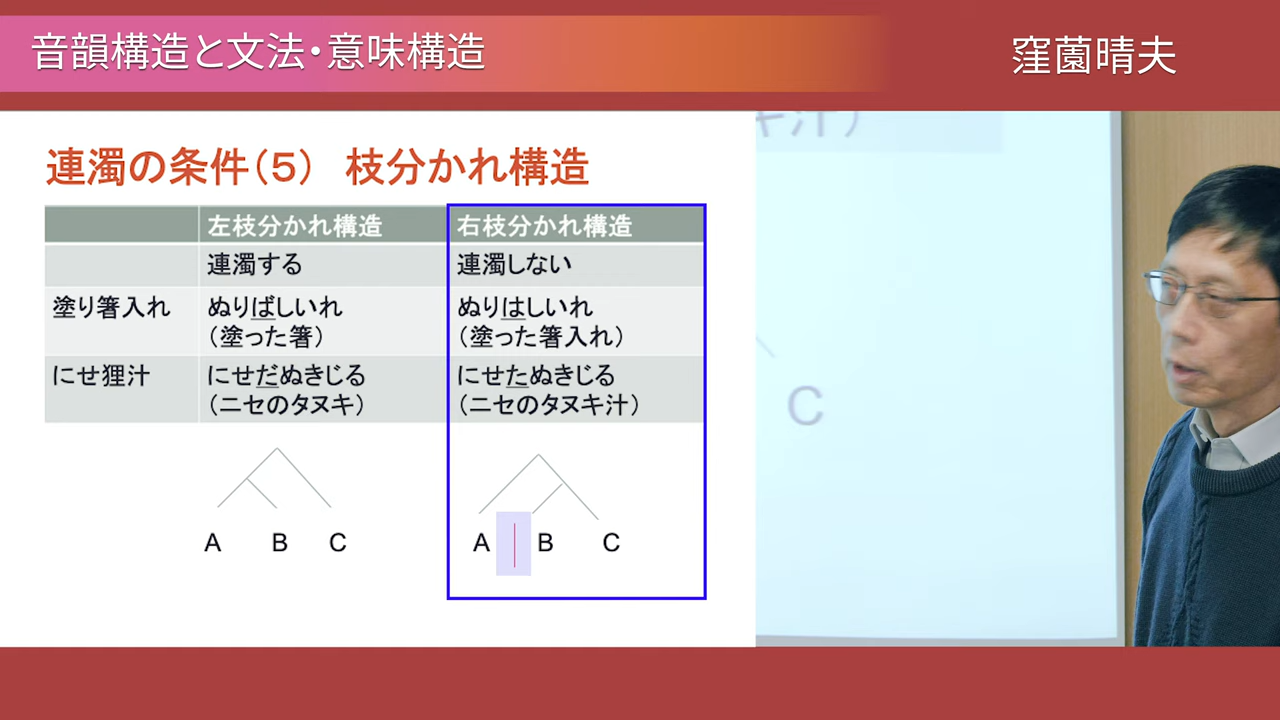 音韻構造と文法・意味構造
窪薗晴夫
連濁の条件(5) 枝分かれ構造
左枝分かれ構造 右枝分かれ構造
連濁する 連濁しない
塗り箸入れ ぬりばしいれ ぬりはしいれ
(塗った箸) (塗った箸入れ)
にせ狸汁 にせだぬきじる にせたぬきじる
(ニセのタヌキ) (ニセのタヌキ汁)
A B C A B C
キ汁)
C